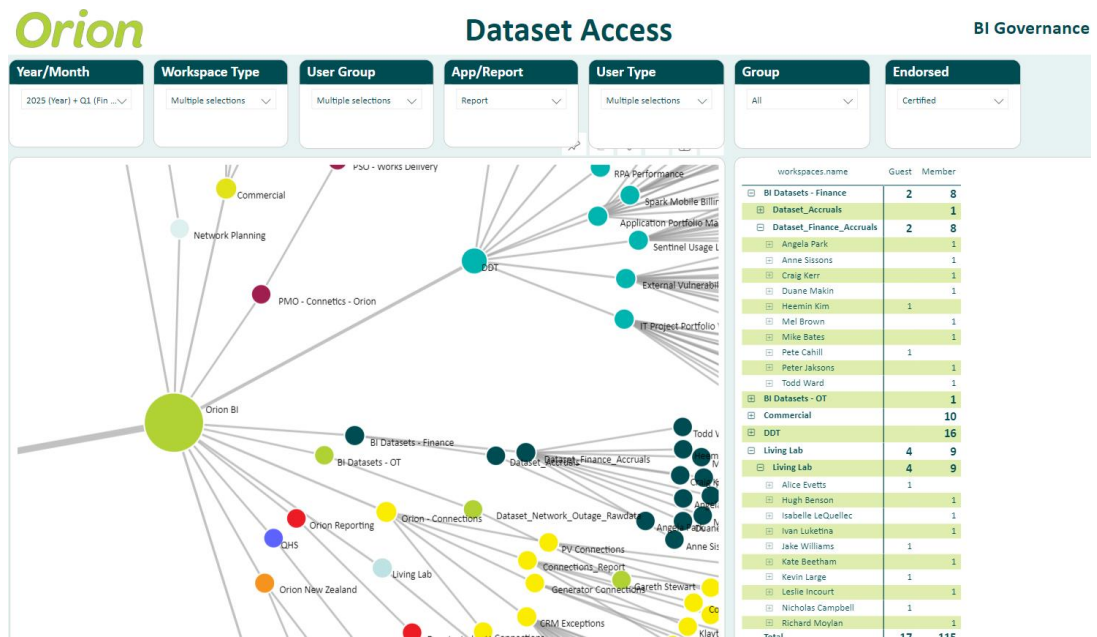 Orion
Dataset Access
BI Governance
Year/Month
Workspace Type
User Group
App/Report
User Type
Group
Endorsed
2025 (Year) + Q1 (Fin ...
Multiple selections
Multiple selections
Report
Multiple selections
All
Certified
PSO - Works Delivery
Commercial
Network Planning
PMO - Connetics - Orion
RPA Performance
Spark Mobile Billin
Application Portfolio Ma
Sentinel Usage L
DDT
External Vulnerabil
IT Project Portfolio
Orion BI
BI Datasets - Finance
BI Datasets - OT
Dataset_Accruals
Dataset_Finance_Accruals
Todd
Angela Park
Anne Sis
Orion Reporting
Orion - Connections
Dataset_Network_Outage_Rawdata
QHS
PV Connections
Living Lab
Connections_Report
Orion New Zealand
Generator Connections
Gareth Stewart
CRM Exceptions
Klayt
workspaces.name Guest Member
BI Datasets - Finance 2 8
Dataset_Accruals 1
Dataset_Finance_Accruals 2 8
Angela Park 1
Anne Sissons 1
Craig Kerr 1
Duane Makin 1
Heemin Kim 1
Mel Brown 1
Mike Bates 1
Pete Cahill 1
Peter Jaksons 1
Todd Ward 1
BI Datasets - OT 1
Commercial 10
DDT 16
Living Lab 4 9
Living Lab 4 9
Alice Evetts 1
Hugh Benson 1
Isabelle LeQuellec 1
Ivan Luketina 1
Jake Williams 1
Kate Beetham 1
Kevin Large 1
Leslie Incourt 1
Nicholas Campbell 1
Richard Moylan 1
Total 17 115